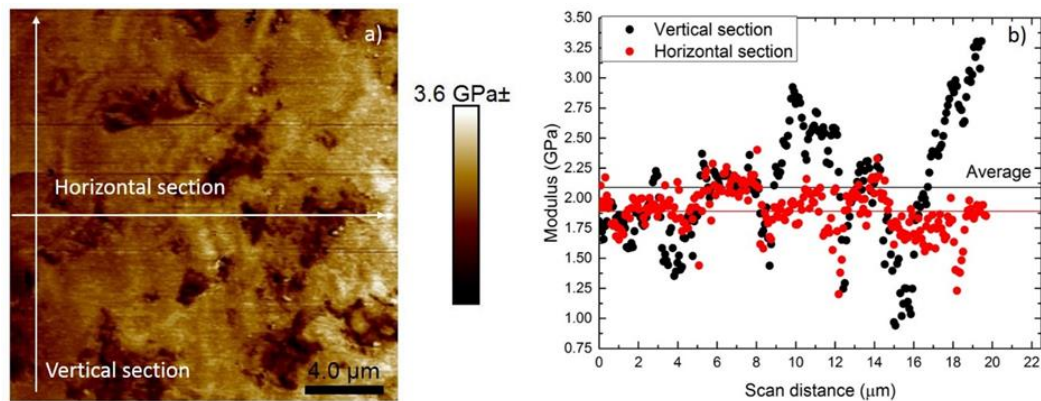 a)
Horizontal section
Vertical section
4.0 μm
3.6 GPa±
b)
Vertical section
Horizontal section
Average
Modulus (GPa)
3.50
3.25
3.00
2.75
2.50
2.25
2.00
1.75
1.50
1.25
1.00
0.75
0 2 4 6 8 10 12 14 16 18 20 22
Scan distance (μm)